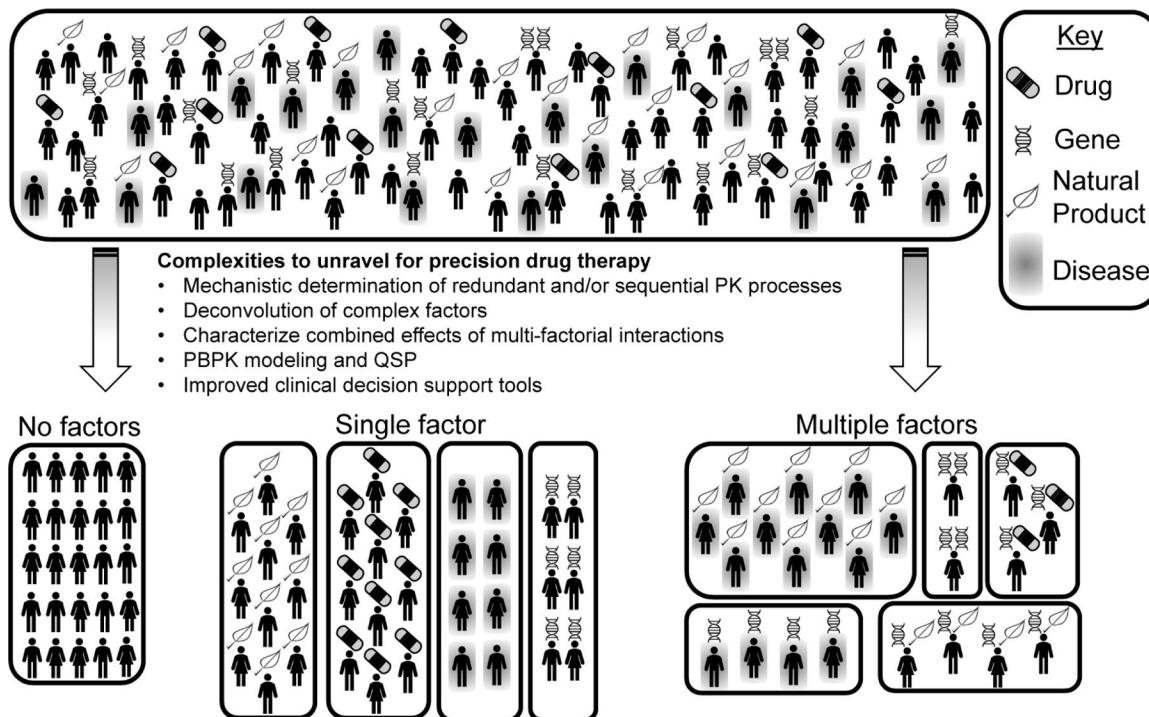 Key
Drug
Gene
Natural
Product
Disease
Complexities to unravel for precision drug therapy
• Mechanistic determination of redundant and/or sequential PK processes
• Deconvolution of complex factors
• Characterize combined effects of multi-factorial interactions
• PBPK modeling and QSP
• Improved clinical decision support tools
No factors
Single factor
Multiple factors